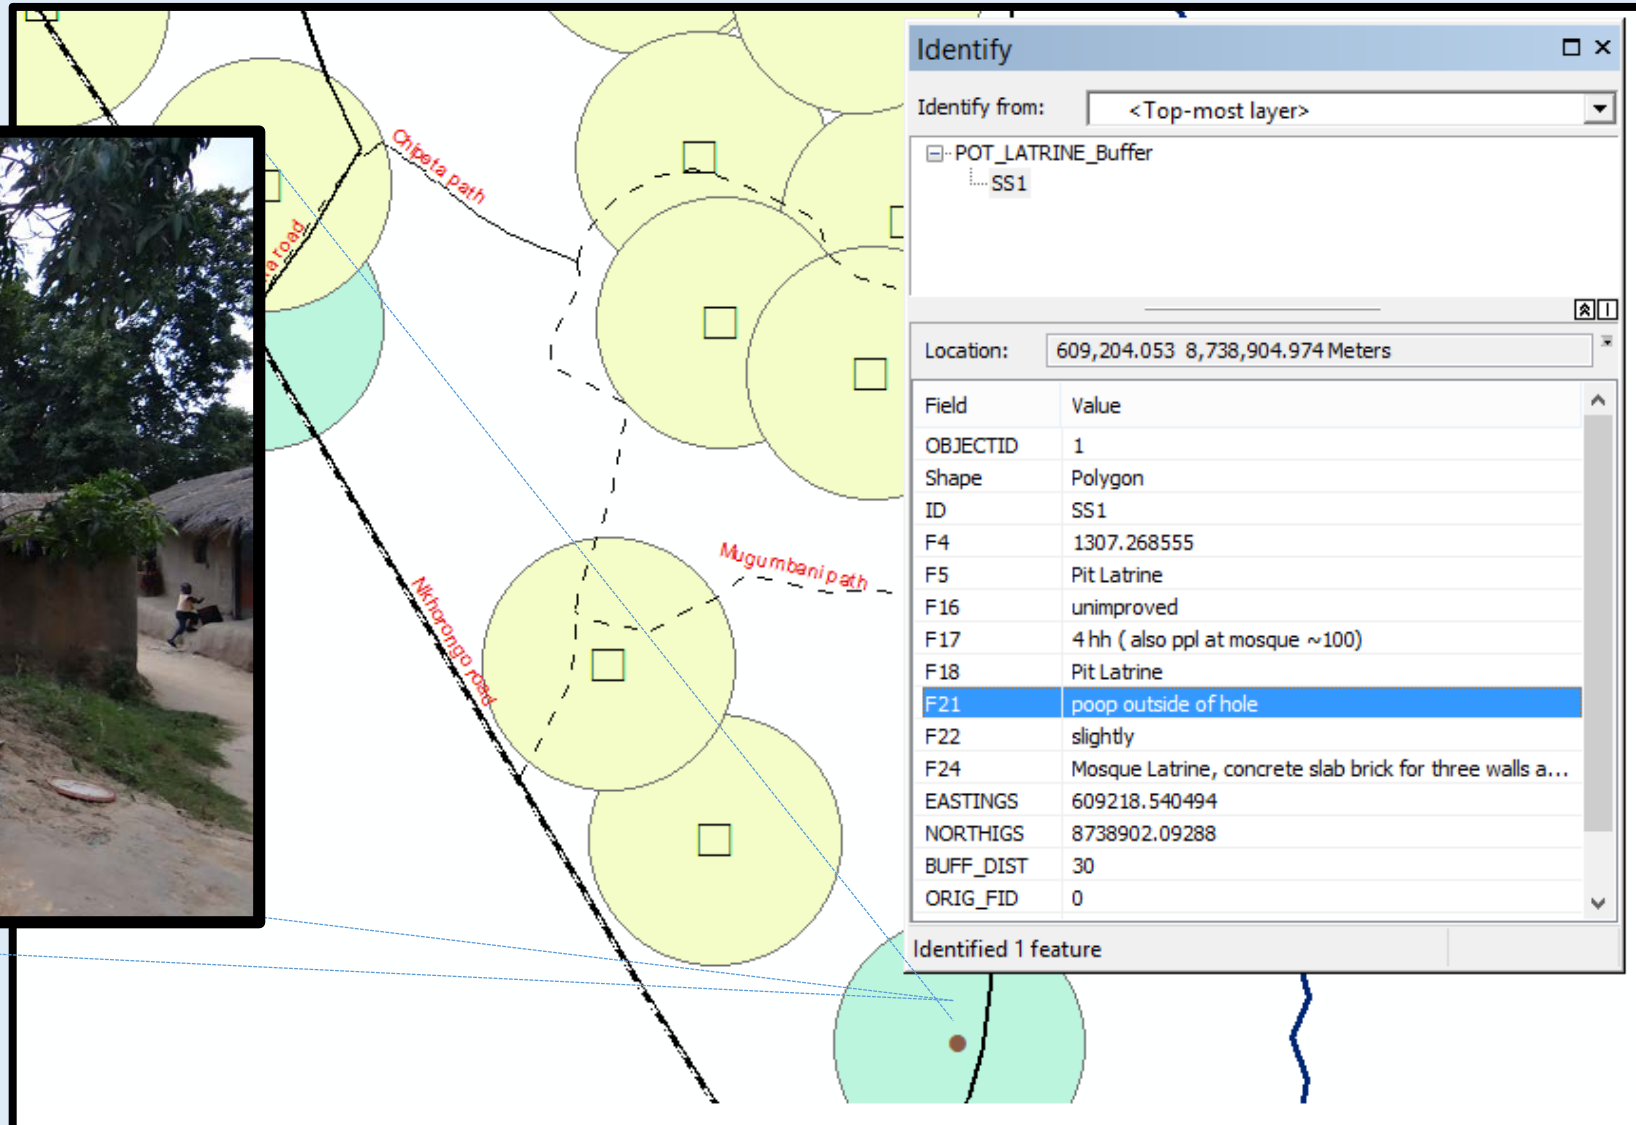 Identify
Identify from: <Top-most layer>
POT_LATRINE_Buffer
SS1
Location: 609,204.053 8,738,904.974 Meters
Field Value
OBJECTID 1
Shape Polygon
ID SS1
F4 1307.268555
F5 Pit Latrine
F16 unimproved
F17 4 hh ( also ppl at mosque ~100)
F18 Pit Latrine
F21 poop outside of hole
F22 slightly
F24 Mosque Latrine, concrete slab brick for three walls a...
EASTINGS 609218.540494
NORTHIGS 8738902.09288
BUFF_DIST 30
ORIG_FID 0
Identified 1 feature
Chipeta path
road
Mugumbani path
Nkhorongo road